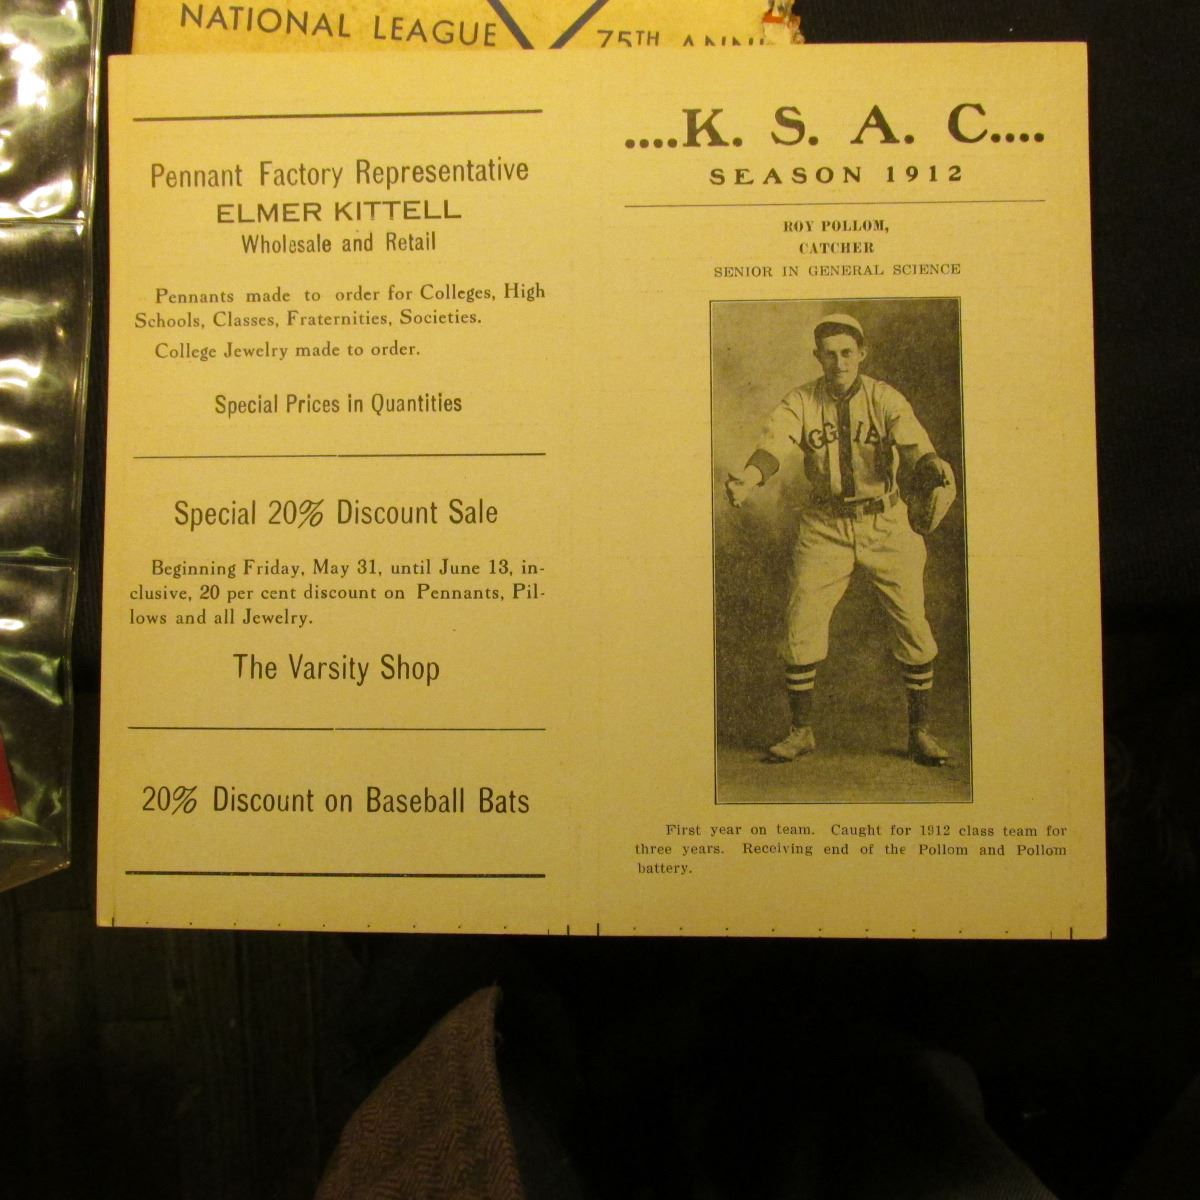 NATIONAL LEAGUE
75TH
Pennant Factory Representative
ELMER KITTELL
Wholesale and Retail
Pennants made to order for Colleges, High
Schools, Classes, Fraternities, Societies.
College Jewelry made to order.
Special Prices in Quantities
Special 20% Discount Sale
Beginning Friday, May 31, until June 13, in-
clusive, 20 per cent discount on Pennants, Pil-
lows and all Jewelry.
The Varsity Shop
20% Discount on Baseball Bats
....K. S. A. C....
SEASON 1912
ROY POLLOM,
CATCHER
SENIOR IN GENERAL SCIENCE
GGIE
First year on team. Caught for 1912 class team for
three years. Receiving end of the Pollom and Pollom
battery.